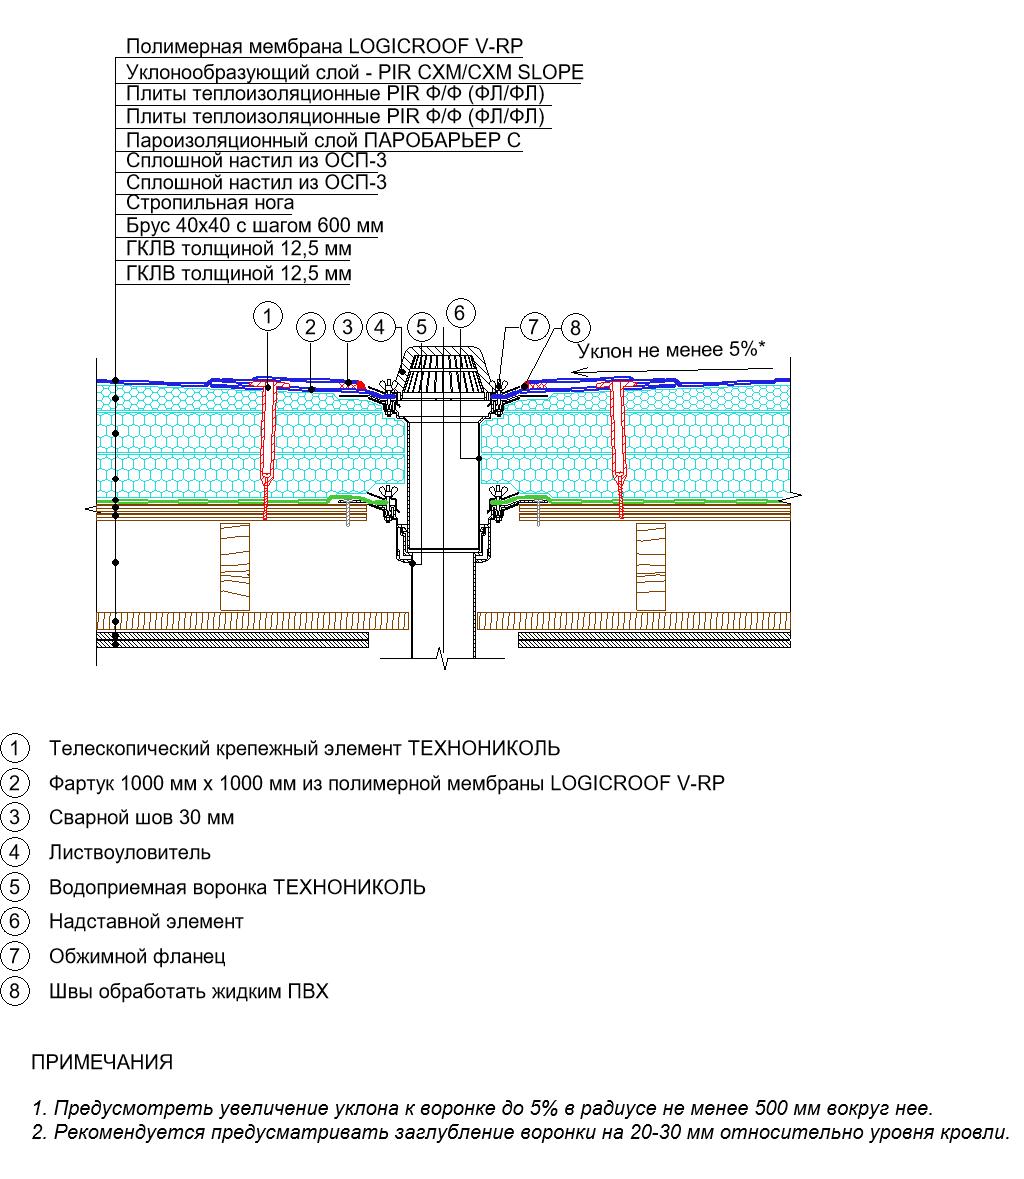 Полимерная мембрана LOGICROOF V-RP
Уклонообразующий слой - PIR СХМ/СХМ SLOPE
Плиты теплоизоляционные PIR Ф/Ф (ФЛ/ФЛ)
Плиты теплоизоляционные PIR Ф/Ф (ФЛ/ФЛ)
Пароизоляционный слой ПАРОБАРЬЕР С
Сплошной настил из ОСП-3
Сплошной настил из ОСП-3
Стропильная нога
Брус 40х40 с шагом 600 мм
ГКЛВ толщиной 12,5 мм
ГКЛВ толщиной 12,5 мм
1 2 3 4 5 6 7 8
Уклон не менее 5%*
1 Телескопический крепежный элемент ТЕХНОНИКОЛЬ
2 Фартук 1000 мм х 1000 мм из полимерной мембраны LOGICROOF V-RP
3 Сварной шов 30 мм
4 Листвоуловитель
5 Водоприемная воронка ТЕХНОНИКОЛЬ
6 Надставной элемент
7 Обжимной фланец
8 Швы обработать жидким ПВХ
ПРИМЕЧАНИЯ
1. Предусмотреть увеличение уклона к воронке до 5% в радиусе не менее 500 мм вокруг нее.
2. Рекомендуется предусматривать заглубление воронки на 20-30 мм относительно уровня кровли.